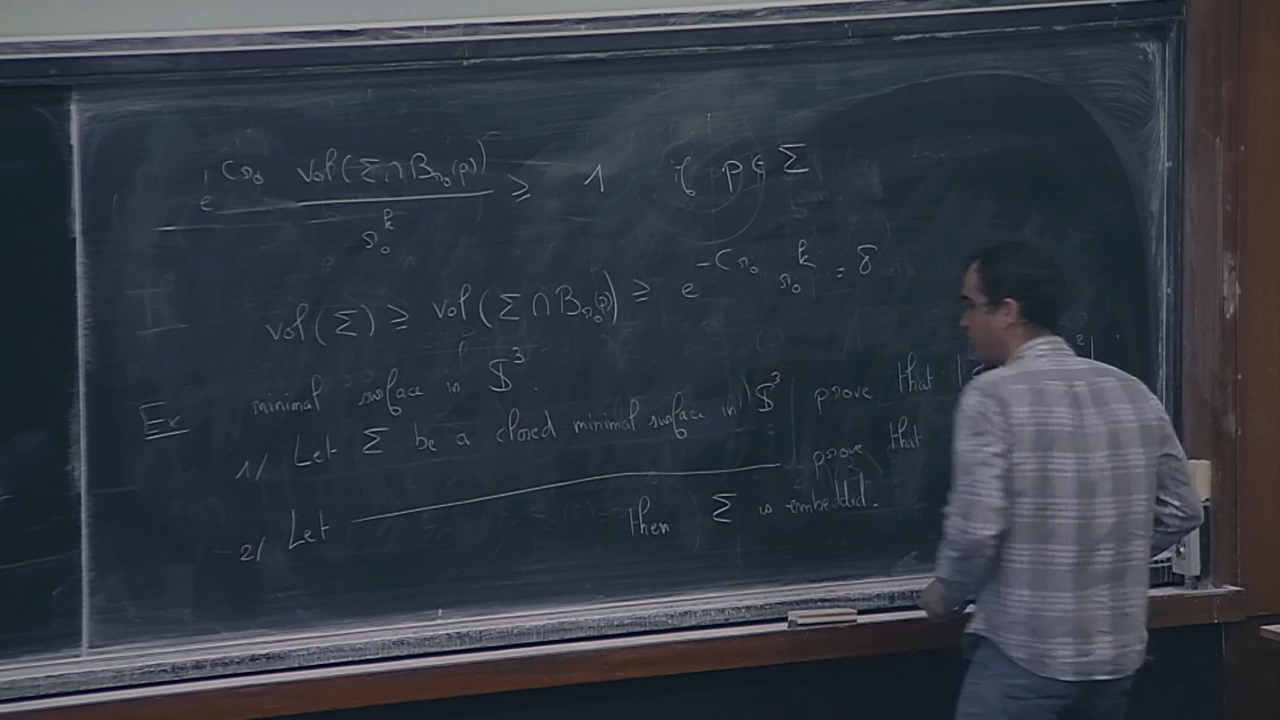 e^{C r_0} vol(Σ ∩ B_{r_0}(p)) / r_0^k ≥ 1 if p ∈ Σ
vol(Σ) ≥ vol(Σ ∩ B_{r_0}(p)) ≥ e^{-C r_0} r_0^k = δ
Ex minimal surface in 𝕊^3.
1/ Let Σ be a closed minimal surface in 𝕊^3 prove that |
2/ Let ——— prove that
then Σ is embedded.